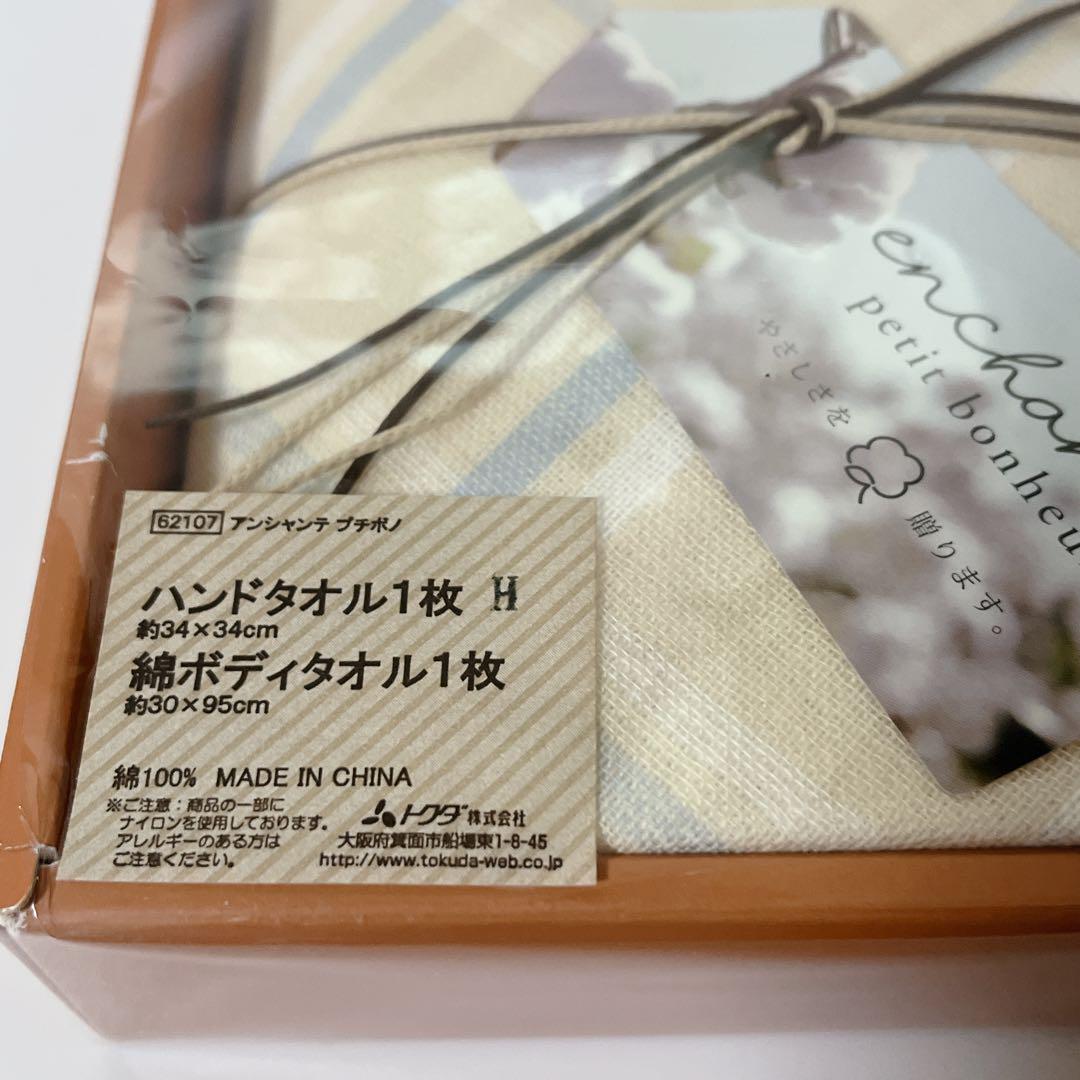 enchan
petit bonheu
やさしさを
a
贈ります。
62107 アンシャンテ プチボノ
ハンドタオル1枚 H
約34×34cm
綿ボディタオル1枚
約30×95cm
綿100% MADE IN CHINA
※ご注意:商品の一部に
ナイロンを使用しております。
アレルギーのある方は
ご注意ください。
トクダ株式会社
大阪府箕面市船場東1-8-45
http://www.tokuda-web.co.jp